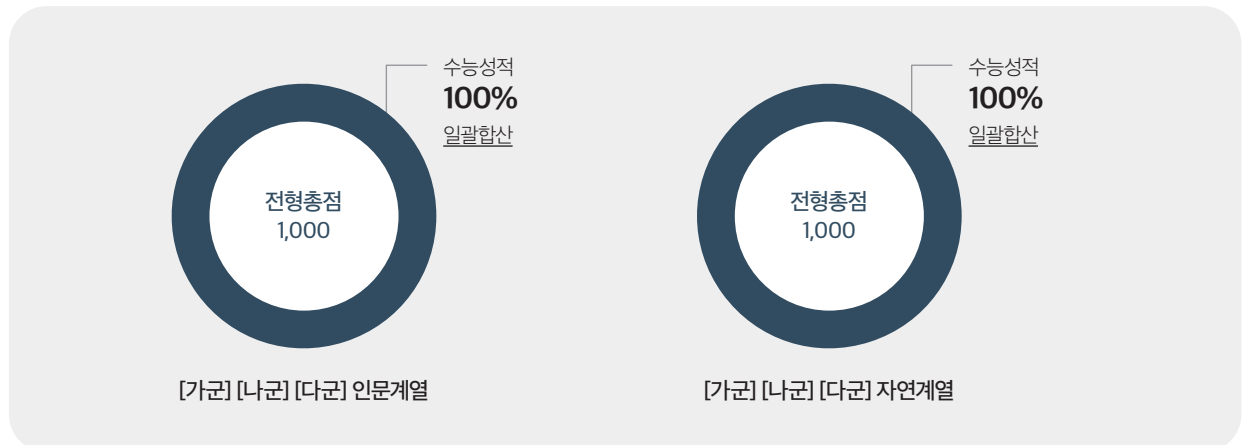 수능성적
100%
일괄합산
전형총점
1,000
[가군] [나군] [다군] 인문계열
수능성적
100%
일괄합산
전형총점
1,000
[가군] [나군] [다군] 자연계열